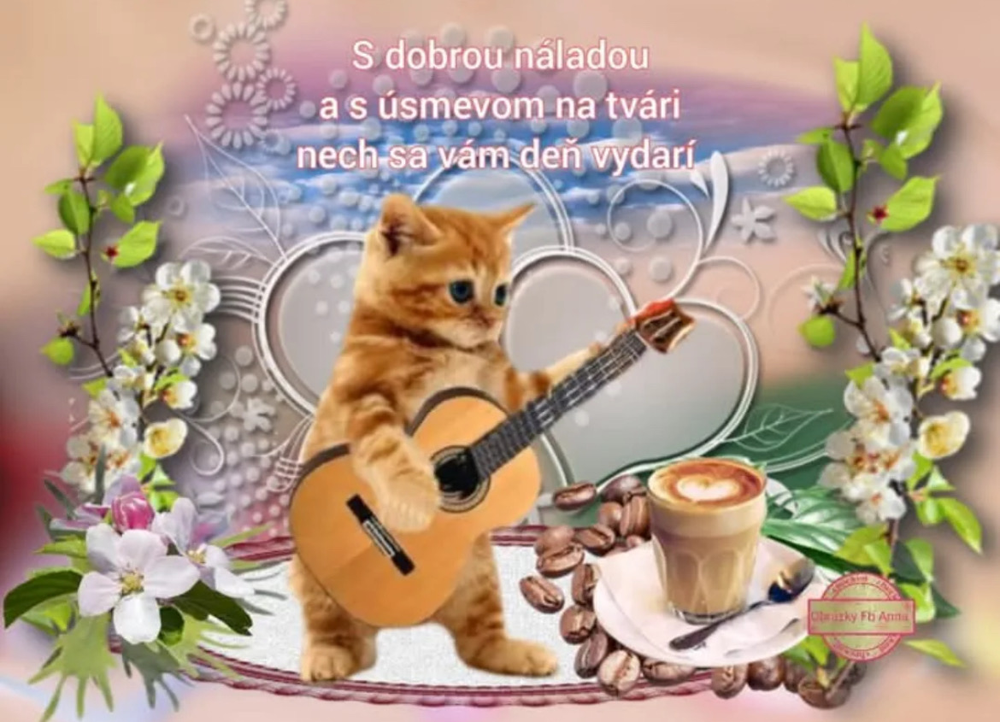 S dobrou náladou
a s úsmevom na tvári
nech sa vám deň vydarí
Obrázky Fb Anna